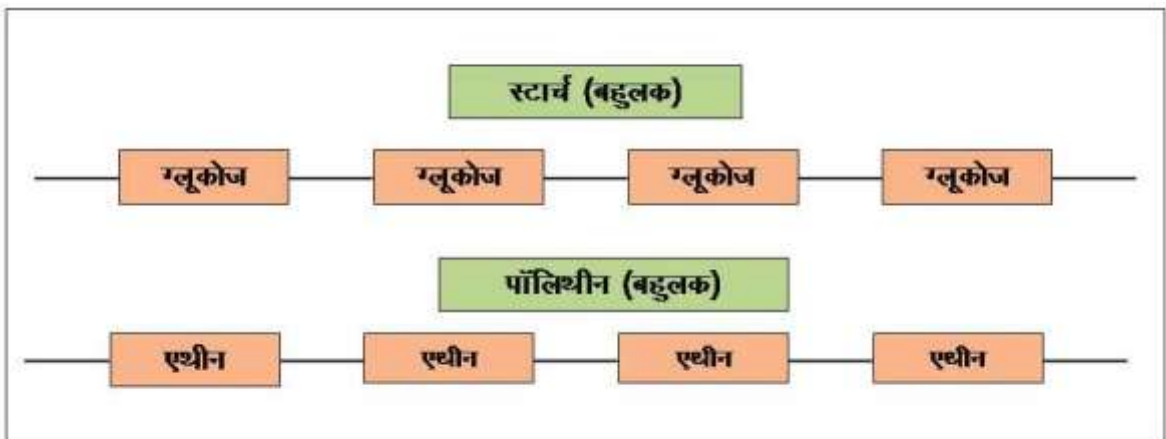 स्टार्च (बहुलक)
ग्लूकोज ग्लूकोज ग्लूकोज ग्लूकोज
पॉलिथीन (बहुलक)
एथीन एथीन एथीन एथीन